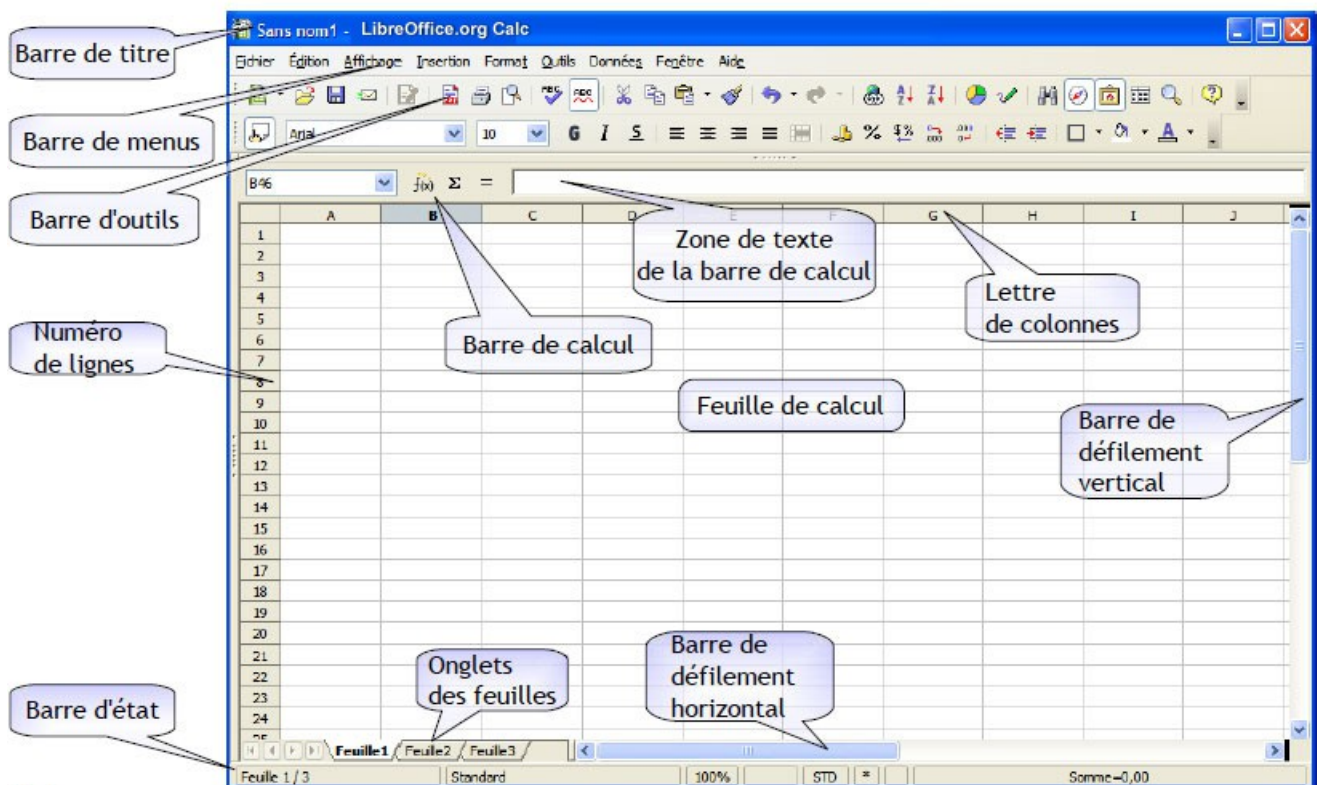 Sans nom1 - LibreOffice.org Calc
Barre de titre
Fichier Édition Affichage Insertion Format Outils Données Fenêtre Aide
Barre de menus
Arial 10 G I S
Barre d'outils
B46 f(x) Σ =
A B C D E F G H I J
Zone de texte
de la barre de calcul
Lettre
de colonnes
Numéro
de lignes
Barre de calcul
Feuille de calcul
Barre de
défilement
vertical
1
2
3
4
5
6
7
8
9
10
11
12
13
14
15
16
17
18
19
20
21
22
23
24
25
Onglets
des feuilles
Barre de
défilement
horizontal
Barre d'état
Feuille1 Feuille2 Feuille3
Feuille 1 / 3 Standard 100% STD * Somme=0,00